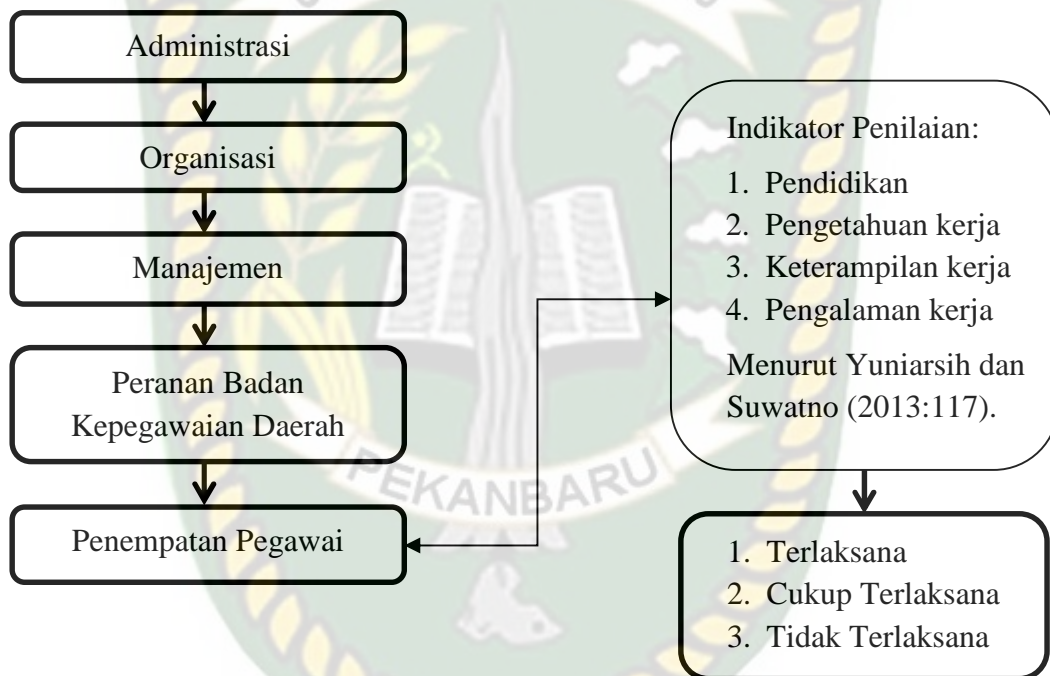 Administrasi
Organisasi
Manajemen
Peranan Badan
Kepegawaian Daerah
Penempatan Pegawai
Indikator Penilaian:
1. Pendidikan
2. Pengetahuan kerja
3. Keterampilan kerja
4. Pengalaman kerja
Menurut Yuniarsih dan
Suwatno (2013:117).
1. Terlaksana
2. Cukup Terlaksana
3. Tidak Terlaksana
PEKANBARU